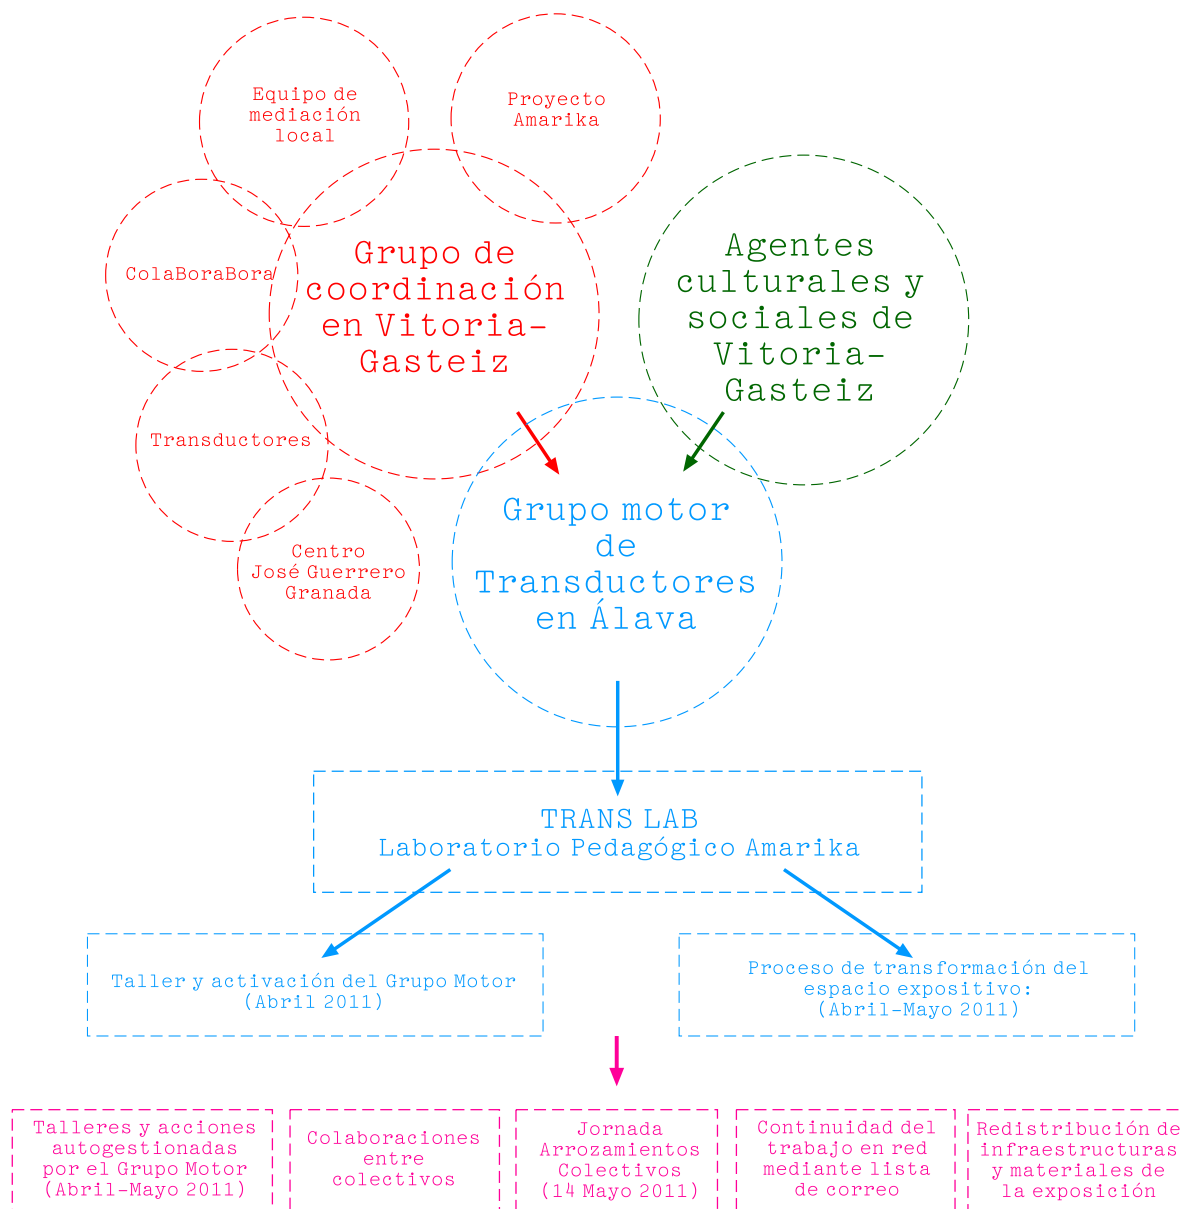 Equipo de
mediación
local
Proyecto
Amarika
ColaBoraBora
Grupo de
coordinación
en Vitoria-
Gasteiz
Agentes
culturales y
sociales de
Vitoria-
Gasteiz
Transductores
Centro
José Guerrero
Granada
Grupo motor
de
Transductores
en Álava
TRANS LAB
Laboratorio Pedagógico Amarika
Taller y activación del Grupo Motor
(Abril 2011)
Proceso de transformación del
espacio expositivo:
(Abril-Mayo 2011)
Talleres y acciones
autogestionadas
por el Grupo Motor
(Abril-Mayo 2011)
Colaboraciones
entre
colectivos
Jornada
Arrozamientos
Colectivos
(14 Mayo 2011)
Continuidad del
trabajo en red
mediante lista
de correo
Redistribución de
infraestructuras
y materiales de
la exposición